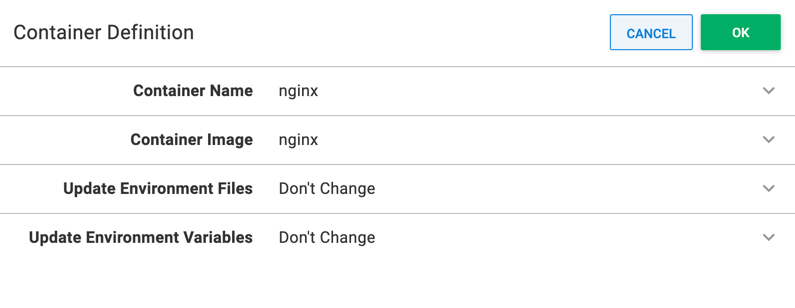 Container Definition
CANCEL
OK
Container Name nginx
Container Image nginx
Update Environment Files Don't Change
Update Environment Variables Don't Change